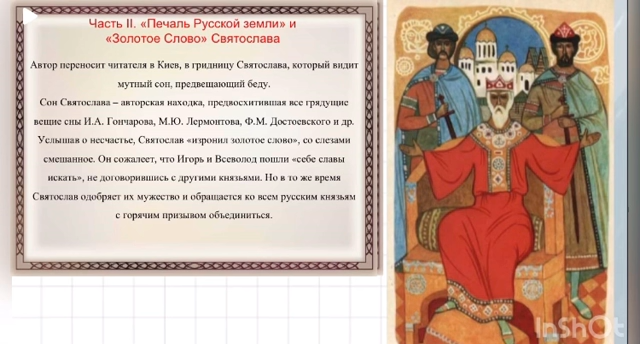 Часть II. «Печаль Русской земли» и
«Золотое Слово» Святослава
Автор переносит читателя в Киев, в гридницу Святослава, который видит
мутный сон, предвещающий беду.
Сон Святослава – авторская находка, предвосхитившая все грядущие
вещие сны И.А. Гончарова, М.Ю. Лермонтова, Ф.М. Достоевского и др.
Услышав о несчастье, Святослав «изронил золотое слово», со слезами
смешанное. Он сожалеет, что Игорь и Всеволод пошли «себе славы
искать», не договорившись с другими князьями. Но в то же время
Святослав одобряет их мужество и обращается ко всем русским князьям
с горячим призывом объединиться.
InShOt